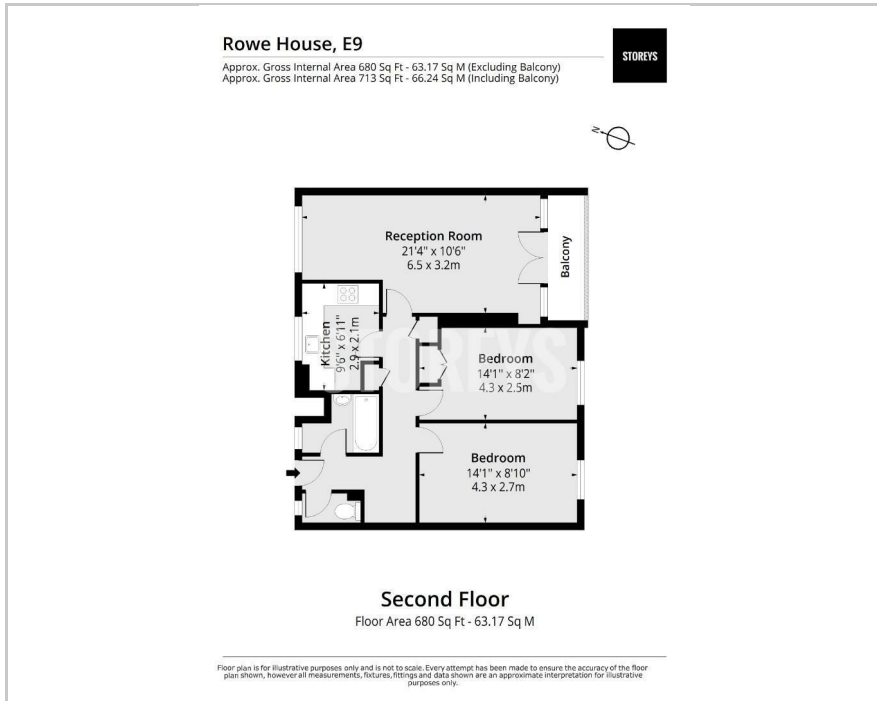 Rowe House, E9
Approx. Gross Internal Area 680 Sq Ft - 63.17 Sq M (Excluding Balcony)
Approx. Gross Internal Area 713 Sq Ft - 66.24 Sq M (Including Balcony)
STOREYS
N
Reception Room
21'4" x 10'6"
6.5 x 3.2m
Balcony
Kitchen
9'6" x 6'11"
2.9 x 2.1m
STOREYS
Bedroom
14'1" x 8'2"
4.3 x 2.5m
Bedroom
14'1" x 8'10"
4.3 x 2.7m
Second Floor
Floor Area 680 Sq Ft - 63.17 Sq M
Floor plan is for illustrative purposes only and is not to scale. Every attempt has been made to ensure the accuracy of the floor
plan shown, however all measurements, fixtures, fittings and data shown are an approximate interpretation for illustrative
purposes only.